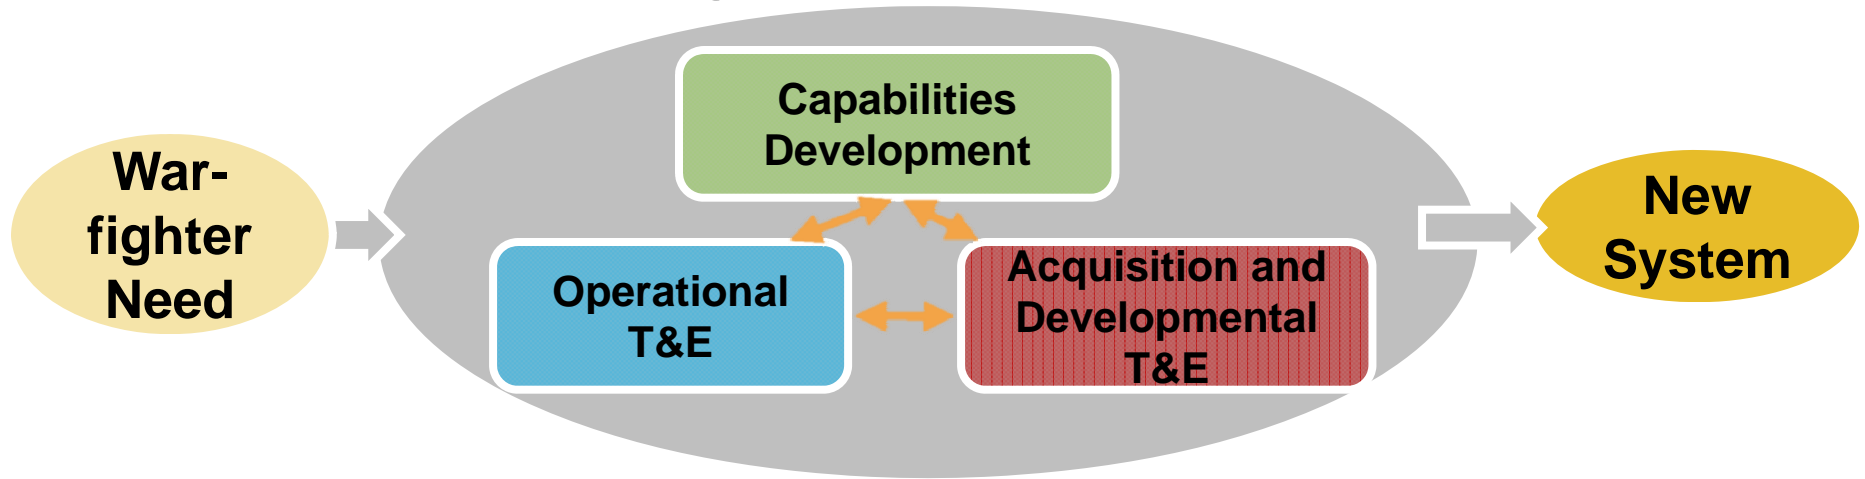 Capabilities
Development
War-
fighter
Need
New
System
Operational
T&E
Acquisition and
Developmental
T&E